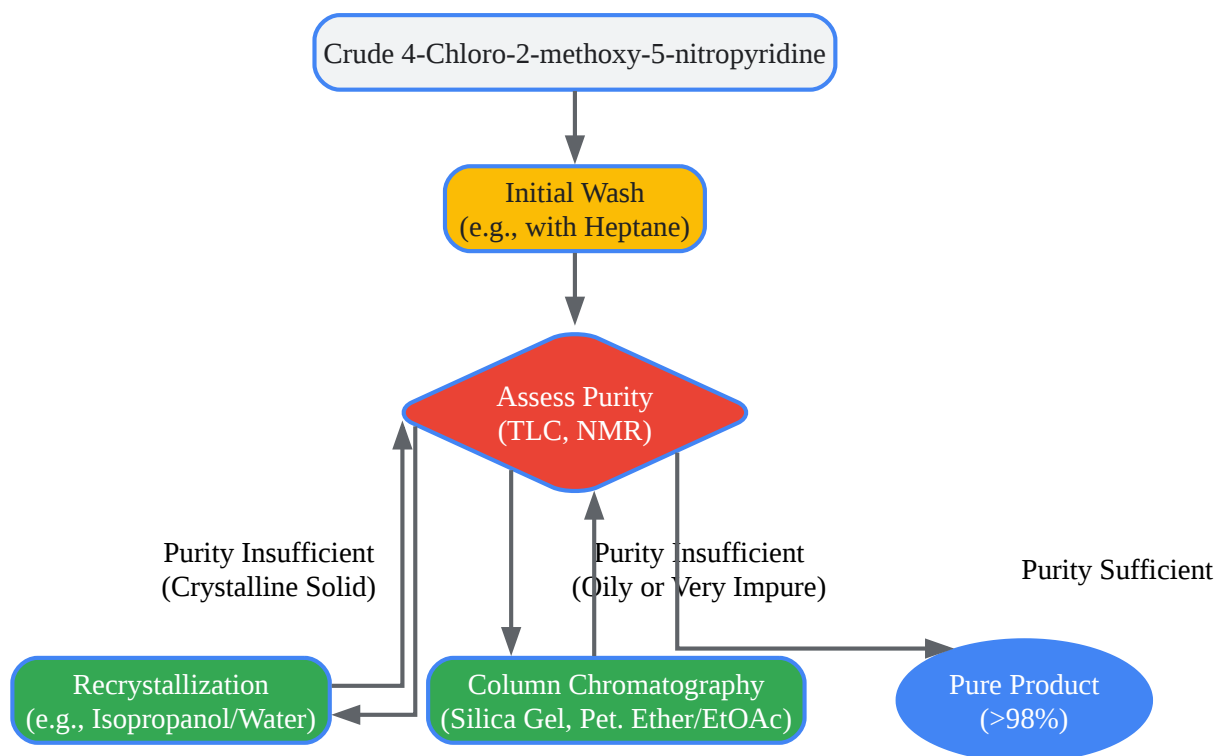 Crude 4-Chloro-2-methoxy-5-nitropyridine
Initial Wash
(e.g., with Heptane)
Assess Purity
(TLC, NMR)
Purity Insufficient
(Crystalline Solid)
Purity Insufficient
(Oily or Very Impure)
Purity Sufficient
Recrystallization
(e.g., Isopropanol/Water)
Column Chromatography
(Silica Gel, Pet. Ether/EtOAc)
Pure Product
(>98%)